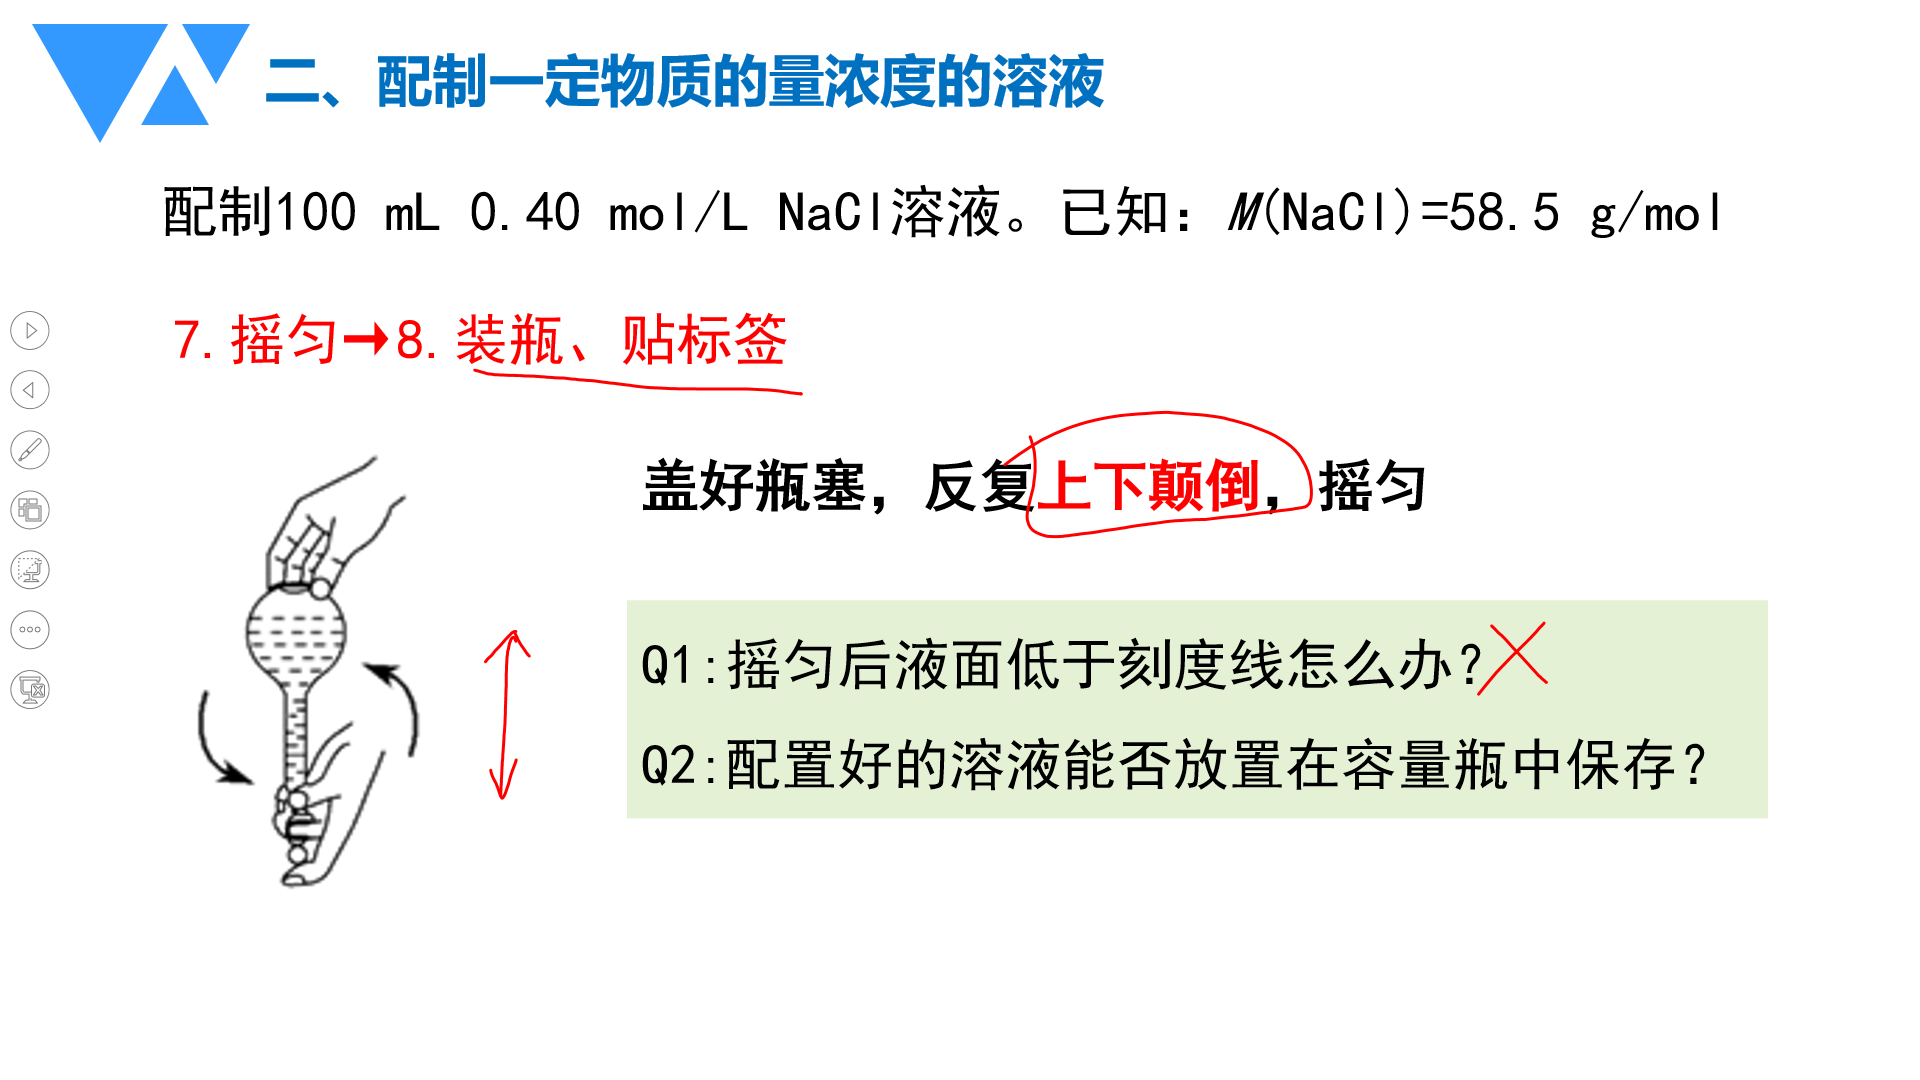 二、配制一定物质的量浓度的溶液
配制100 mL 0.40 mol/L NaCl溶液。已知：M(NaCl)=58.5 g/mol
7.摇匀→8.装瓶、贴标签
盖好瓶塞，反复上下颠倒，摇匀
Q1:摇匀后液面低于刻度线怎么办？
Q2:配置好的溶液能否放置在容量瓶中保存？